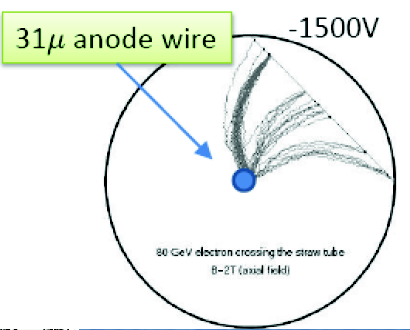 -1500V
31μ anode wire
80 GeV electron crossing the straw tube
B=2T (axial field)